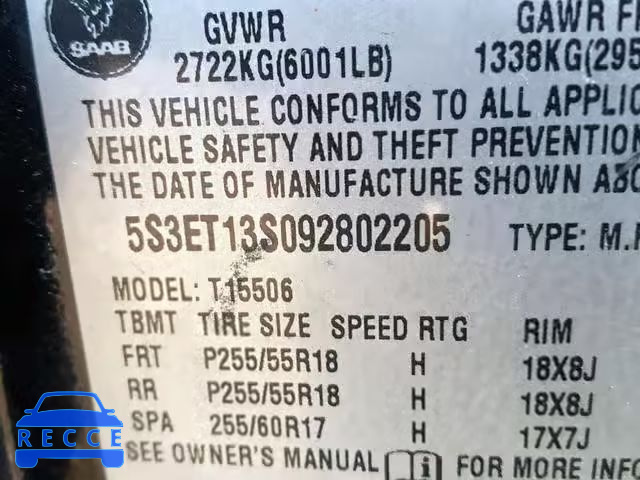 SAAB
GVWR GAWR F
2722KG(6001LB) 1338KG(295
THIS VEHICLE CONFORMS TO ALL APPLIC
VEHICLE SAFETY AND THEFT PREVENTION
THE DATE OF MANUFACTURE SHOWN ABO
5S3ET13S092802205 TYPE: M.
MODEL: T15506
TBMT TIRE SIZE SPEED RTG RIM
FRT P255/55R18 H 18X8J
RR P255/55R18 H 18X8J
SPA 255/60R17 H 17X7J
SEE OWNER'S MANUAL i FOR MORE INFO
RECCE